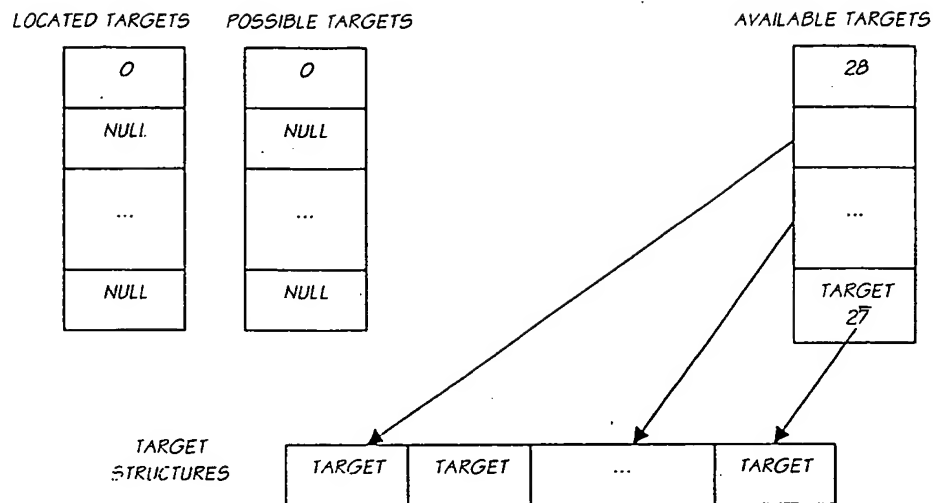 LOCATED TARGETS
POSSIBLE TARGETS
AVAILABLE TARGETS
0
0
28
NULL
NULL
...
...
...
NULL
NULL
TARGET
27
TARGET
STRUCTURES
TARGET
TARGET
...
TARGET